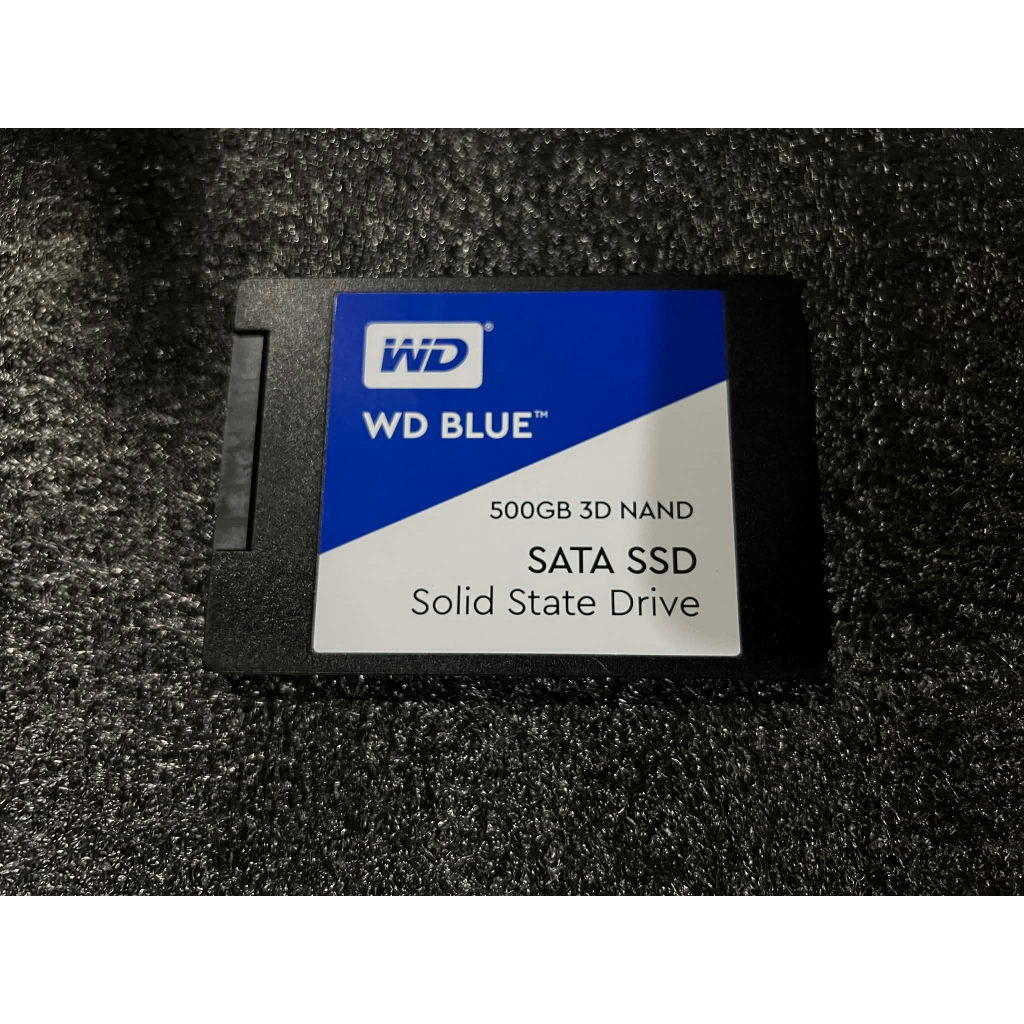 WD®
WD BLUE™
500GB 3D NAND
SATA SSD
Solid State Drive